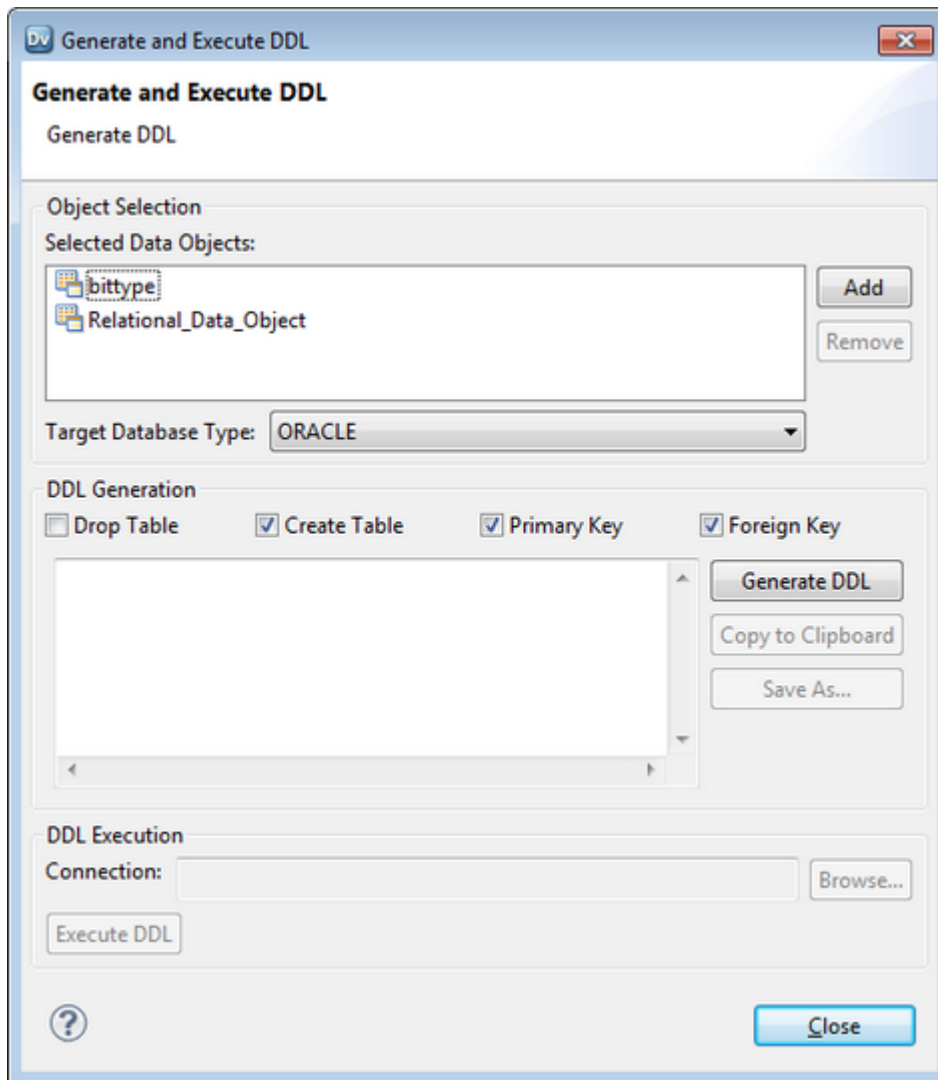 Dv Generate and Execute DDL
Generate and Execute DDL
Generate DDL
Object Selection
Selected Data Objects:
bittype
Add
Relational_Data_Object
Remove
Target Database Type: ORACLE
DDL Generation
Drop Table Create Table Primary Key Foreign Key
Generate DDL
Copy to Clipboard
Save As...
DDL Execution
Connection:
Browse...
Execute DDL
? Close